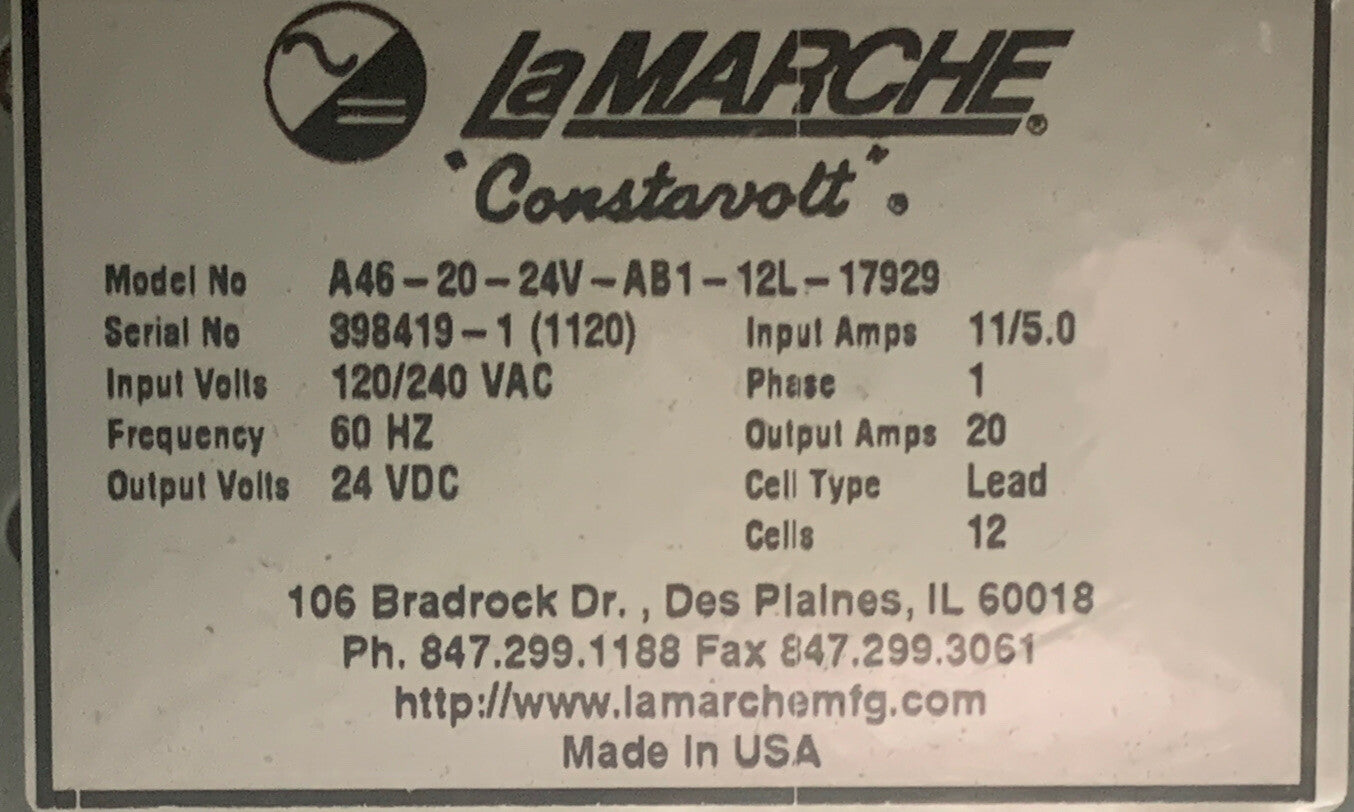 LaMARCHE®
"Constavolt"®
Model No A46-20-24V-AB1-12L-17929
Serial No 398419-1 (1120) Input Amps 11/5.0
Input Volts 120/240 VAC Phase 1
Frequency 60 HZ Output Amps 20
Output Volts 24 VDC Cell Type Lead
Cells 12
106 Bradrock Dr. , Des Plaines, IL 60018
Ph. 847.299.1188 Fax 847.299.3061
http://www.lamarchemfg.com
Made In USA